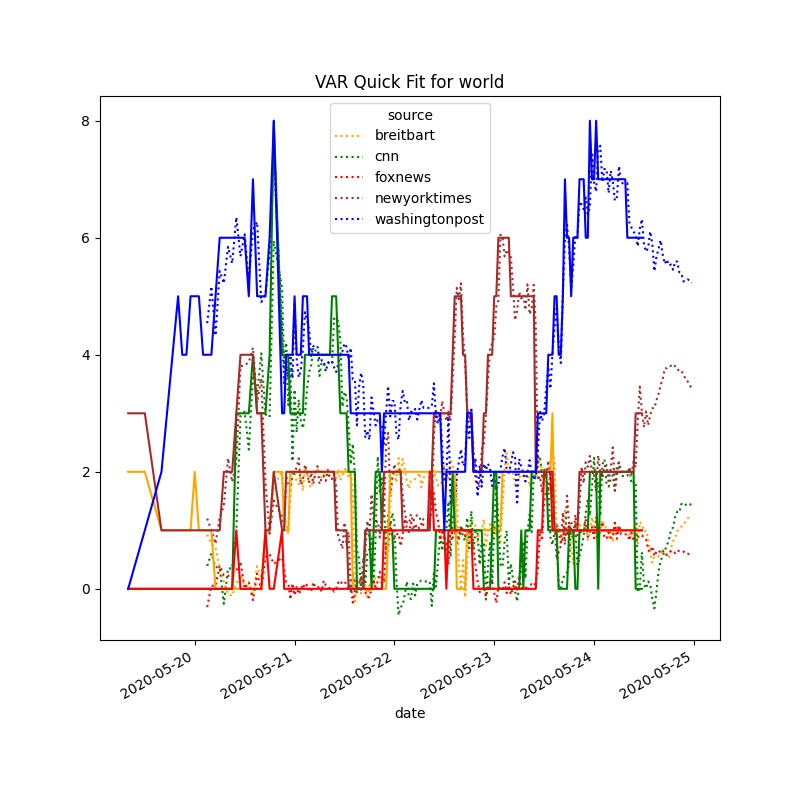 VAR Quick Fit for world
source
breitbart
cnn
foxnews
newyorktimes
washingtonpost
8
6
4
2
0
2020-05-20
2020-05-21
2020-05-22
2020-05-23
2020-05-24
2020-05-25
date